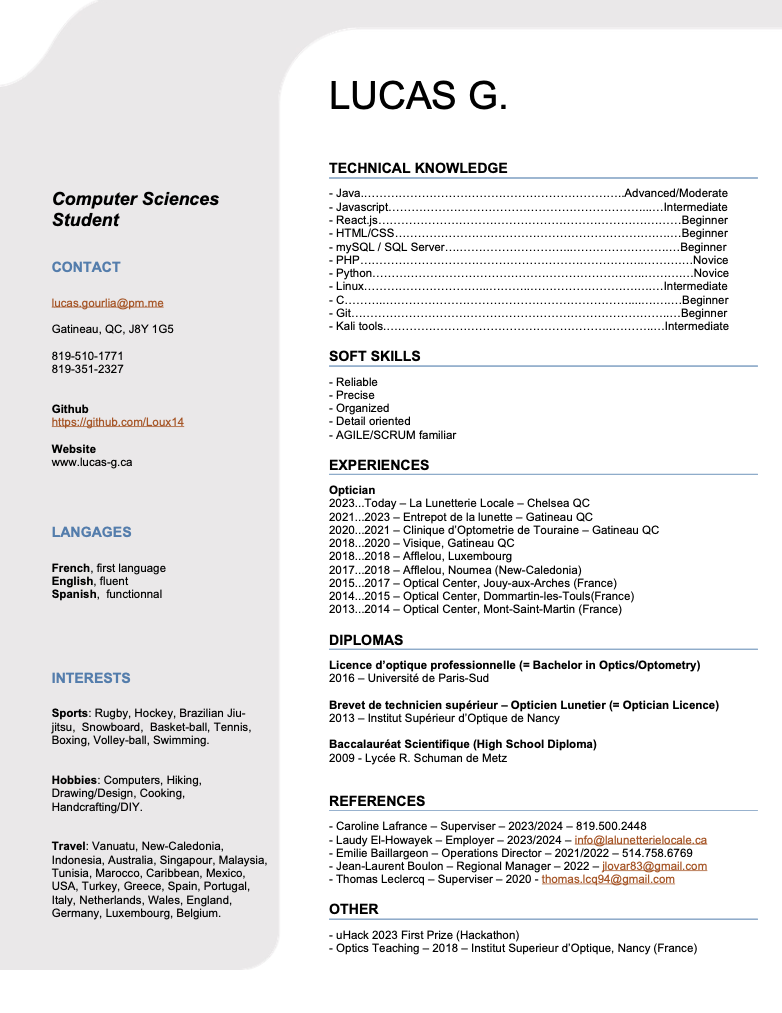 LUCAS G.
Computer Sciences
Student
CONTACT
lucas.gourlia@pm.me
Gatineau, QC, J8Y 1G5
819-510-1771
819-351-2327
Github
https://github.com/Loux14
Website
www.lucas-g.ca
LANGAGES
French, first language
English, fluent
Spanish,  functionnal
INTERESTS
Sports: Rugby, Hockey, Brazilian Jiu-
jitsu,  Snowboard,  Basket-ball, Tennis,
Boxing, Volley-ball, Swimming.
Hobbies: Computers, Hiking,
Drawing/Design, Cooking,
Handcrafting/DIY.
Travel: Vanuatu, New-Caledonia,
Indonesia, Australia, Singapour, Malaysia,
Tunisia, Marocco, Caribbean, Mexico,
USA, Turkey, Greece, Spain, Portugal,
Italy, Netherlands, Wales, England,
Germany, Luxembourg, Belgium.
TECHNICAL KNOWLEDGE
- Java…………………………………………………………..Advanced/Moderate
- Javascript…………………………………………………...…Intermediate
- React.js……………………………………………………………Beginner
- HTML/CSS…………………………………………………………Beginner
- mySQL / SQL Server…………………………………………………Beginner
- PHP……………………………………………………………………Novice
- Python…………………………………………………………………Novice
- Linux……………………………………………………………Intermediate
- C……………………………………………………………………Beginner
- Git……………………………………………………………………Beginner
- Kali tools…………………………………………………………Intermediate
SOFT SKILLS
- Reliable
- Precise
- Organized
- Detail oriented
- AGILE/SCRUM familiar
EXPERIENCES
Optician
2023...Today – La Lunetterie Locale – Chelsea QC
2021...2023 – Entrepot de la lunette – Gatineau QC
2020...2021 – Clinique d’Optometrie de Touraine – Gatineau QC
2018...2020 – Visique, Gatineau QC
2018...2018 – Afflelou, Luxembourg
2017...2018 – Afflelou, Noumea (New-Caledonia)
2015...2017 – Optical Center, Jouy-aux-Arches (France)
2014...2015 – Optical Center, Dommartin-les-Touls(France)
2013...2014 – Optical Center, Mont-Saint-Martin (France)
DIPLOMAS
Licence d’optique professionnelle (= Bachelor in Optics/Optometry)
2016 – Université de Paris-Sud
Brevet de technicien supérieur – Opticien Lunetier (= Optician Licence)
2013 – Institut Supérieur d’Optique de Nancy
Baccalauréat Scientifique (High School Diploma)
2009 - Lycée R. Schuman de Metz
REFERENCES
- Caroline Lafrance – Superviser – 2023/2024 – 819.500.2448
- Laudy El-Howayek – Employer – 2023/2024 – info@lalunetterielocale.ca
- Emilie Baillargeon – Operations Director – 2021/2022 – 514.758.6769
- Jean-Laurent Boulon – Regional Manager – 2022 – jlovar83@gmail.com
- Thomas Leclercq – Superviser – 2020 - thomas.lcq94@gmail.com
OTHER
- uHack 2023 First Prize (Hackathon)
- Optics Teaching – 2018 – Institut Superieur d’Optique, Nancy (France)